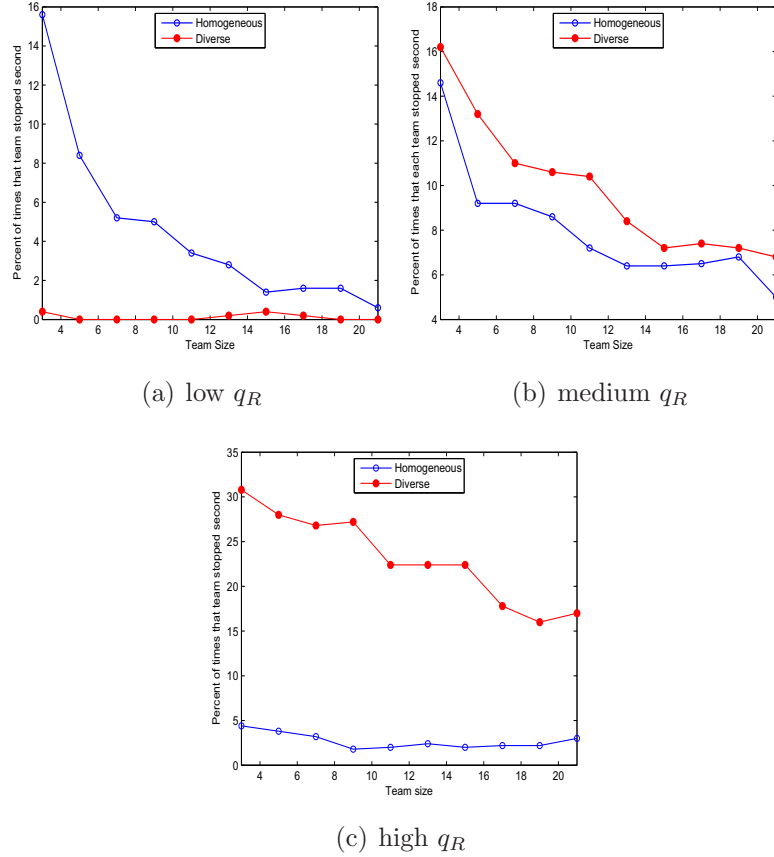 16
14
12
10
8
6
4
2
0
Percent of times that team stopped second
Homogeneous
Diverse
4 6 8 10 12 14 16 18 20
Team Size
(a) low qR
18
16
14
12
10
8
6
4
Percent of times that each team stopped second
Homogeneous
Diverse
4 6 8 10 12 14 16 18 20
Team Size
(b) medium qR
35
30
25
20
15
10
5
0
Percent of times that team stopped second
Homogeneous
Diverse
4 6 8 10 12 14 16 18 20
Team size
(c) high qR